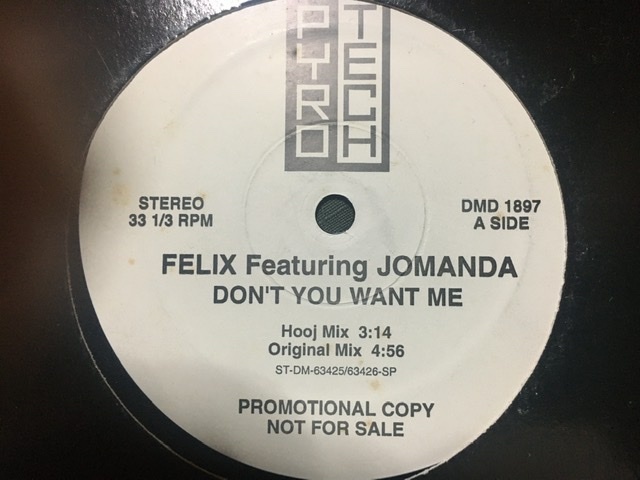 PYRO
TECH
STEREO
33 1/3 RPM
DMD 1897
A SIDE
FELIX Featuring JOMANDA
DON'T YOU WANT ME
Hooj Mix 3:14
Original Mix 4:56
ST-DM-63425/63426-SP
PROMOTIONAL COPY
NOT FOR SALE